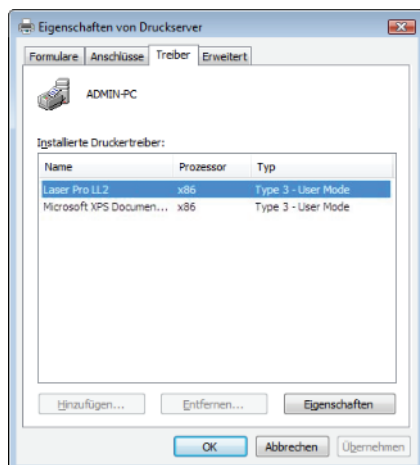 Eigenschaften von Druckserver
Formulare Anschlüsse Treiber Erweitert
ADMIN-PC
Installierte Druckertreiber:
Name Prozessor Typ
Laser Pro LL2 x86 Type 3 - User Mode
Microsoft XPS Documen... x86 Type 3 - User Mode
Hinzufügen... Entfernen... Eigenschaften
OK Abbrechen Übernehmen